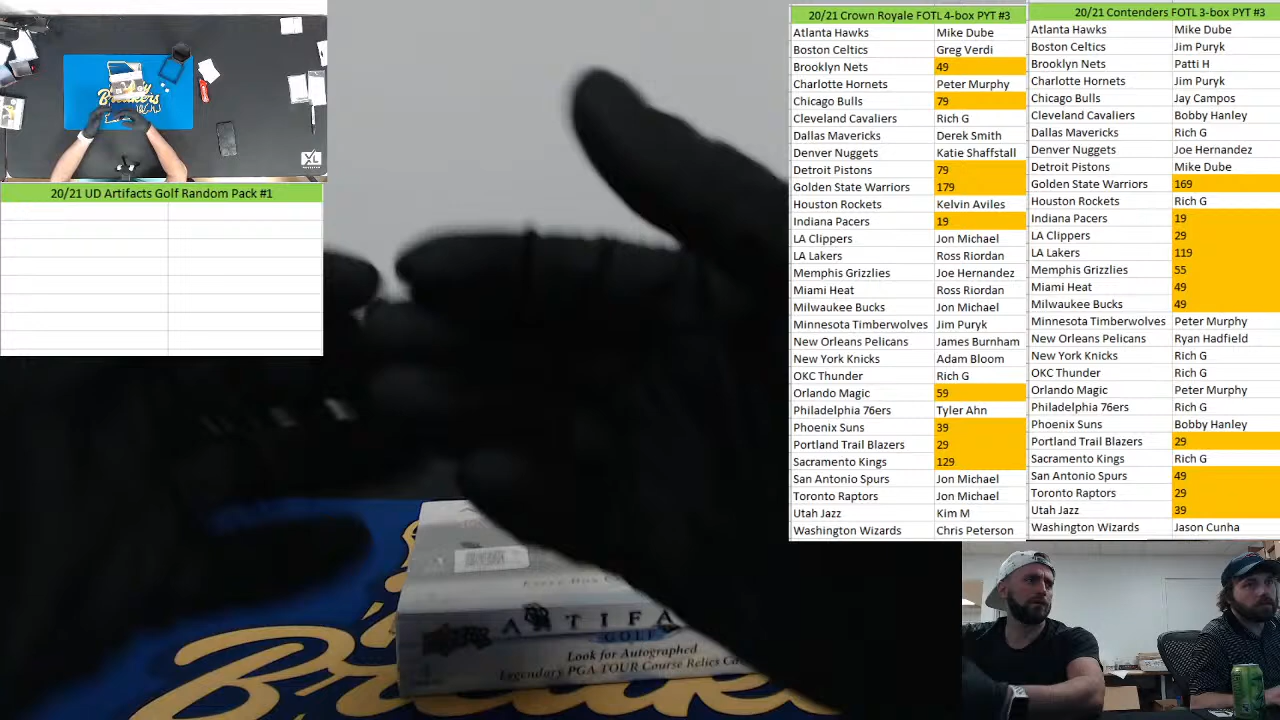 20/21 UD Artifacts Golf Random Pack #1
20/21 Crown Royale FOTL 4-box PYT #3
Atlanta Hawks Mike Dube
Boston Celtics Greg Verdi
Brooklyn Nets 49
Charlotte Hornets Peter Murphy
Chicago Bulls 79
Cleveland Cavaliers Rich G
Dallas Mavericks Derek Smith
Denver Nuggets Katie Shaffstall
Detroit Pistons 79
Golden State Warriors 179
Houston Rockets Kelvin Aviles
Indiana Pacers 19
LA Clippers Jon Michael
LA Lakers Ross Riordan
Memphis Grizzlies Joe Hernandez
Miami Heat Ross Riordan
Milwaukee Bucks Jon Michael
Minnesota Timberwolves Jim Puryk
New Orleans Pelicans James Burnham
New York Knicks Adam Bloom
OKC Thunder Rich G
Orlando Magic 59
Philadelphia 76ers Tyler Ahn
Phoenix Suns 39
Portland Trail Blazers 29
Sacramento Kings 129
San Antonio Spurs Jon Michael
Toronto Raptors Jon Michael
Utah Jazz Kim M
Washington Wizards Chris Peterson
20/21 Contenders FOTL 3-box PYT #3
Atlanta Hawks Mike Dube
Boston Celtics Jim Puryk
Brooklyn Nets Patti H
Charlotte Hornets Jim Puryk
Chicago Bulls Jay Campos
Cleveland Cavaliers Bobby Hanley
Dallas Mavericks Rich G
Denver Nuggets Joe Hernandez
Detroit Pistons Mike Dube
Golden State Warriors 169
Houston Rockets Rich G
Indiana Pacers 19
LA Clippers 29
LA Lakers 119
Memphis Grizzlies 55
Miami Heat 49
Milwaukee Bucks 49
Minnesota Timberwolves Peter Murphy
New Orleans Pelicans Ryan Hadfield
New York Knicks Rich G
OKC Thunder Rich G
Orlando Magic Peter Murphy
Philadelphia 76ers Rich G
Phoenix Suns Bobby Hanley
Portland Trail Blazers 29
Sacramento Kings Rich G
San Antonio Spurs 49
Toronto Raptors 29
Utah Jazz 39
Washington Wizards Jason Cunha
XL
Every Box
ARTIFA
GOLF
Look for Autographed
Legendary PGA TOUR Course Relics
Breakers